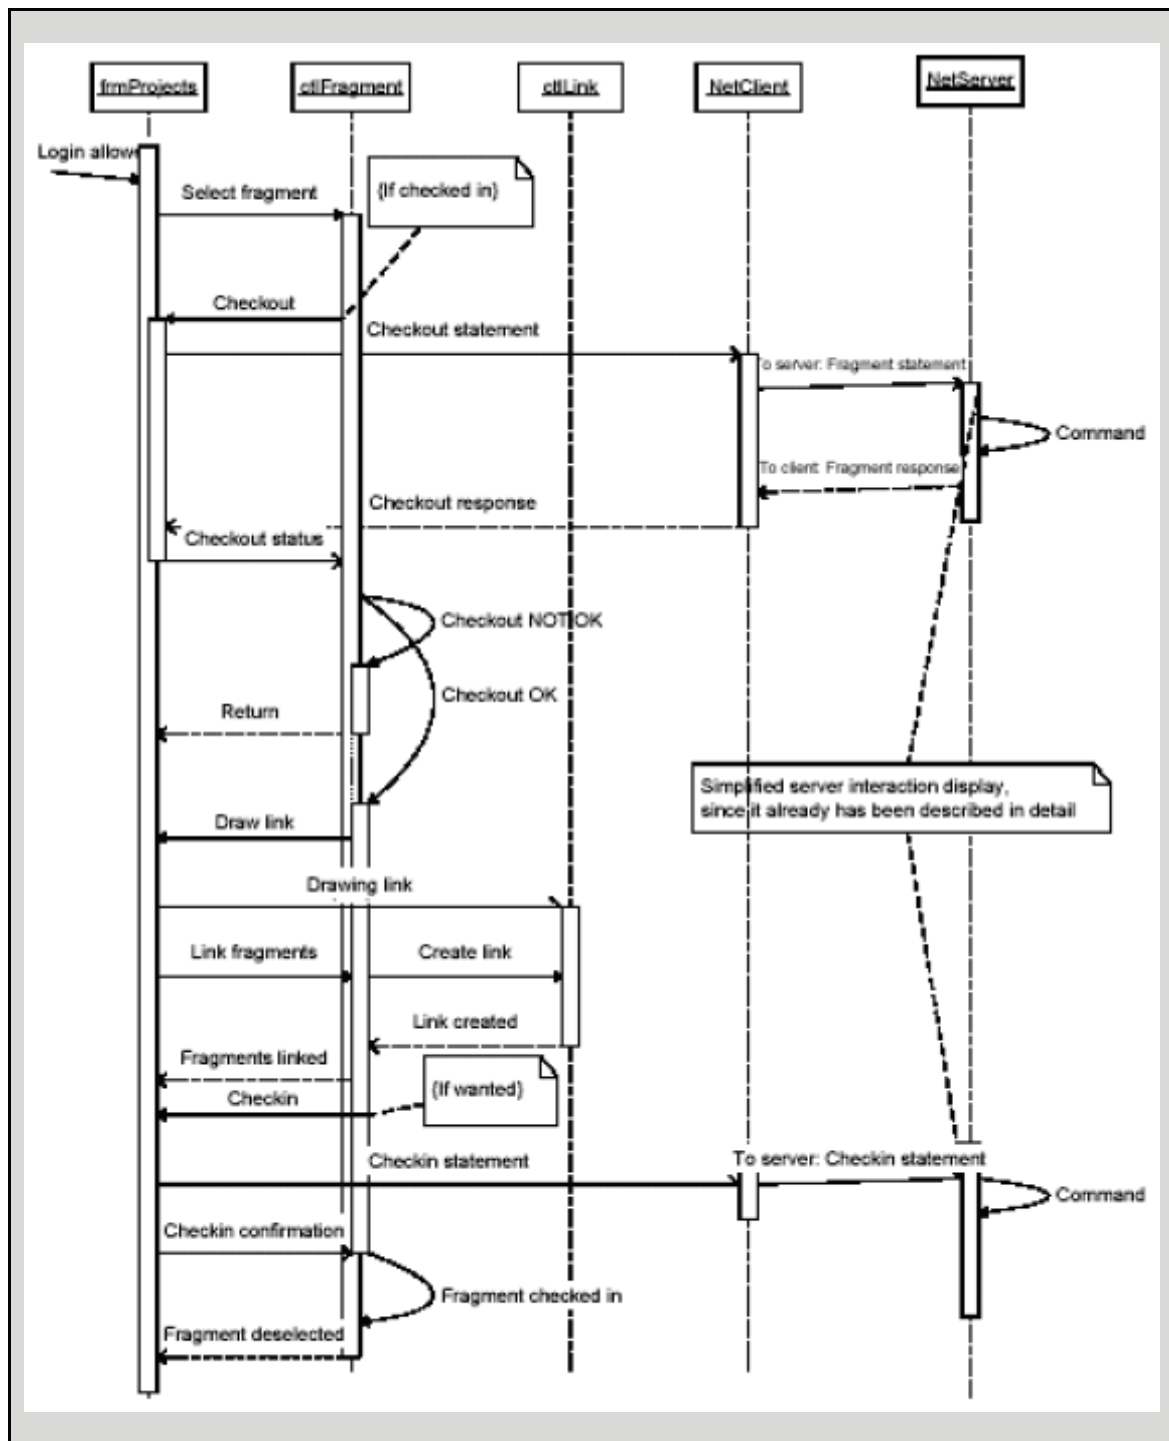 frmProjects
ctlFragment
ctlLink
NetClient
NetServer
Login allowe
Select fragment
(If checked in)
Checkout
Checkout statement
To server: Fragment statement
Command
To client: Fragment response
Checkout response
Checkout status
Checkout NOT OK
Checkout OK
Return
Simplified server interaction display,
since it already has been described in detail
Draw link
Drawing link
Link fragments
Create link
Link created
Fragments linked
(If wanted)
Checkin
Checkin statement
To server: Checkin statement
Command
Checkin confirmation
Fragment checked in
Fragment deselected